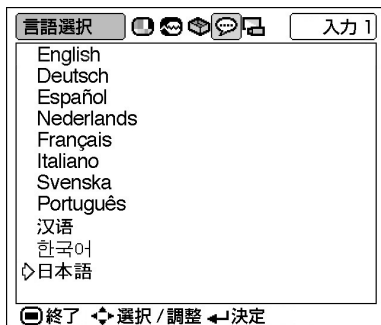 言語選択 入力 1
English
Deutsch
Español
Nederlands
Français
Italiano
Svenska
Português
汉语
한국어
日本語
終了 選択 / 調整 決定